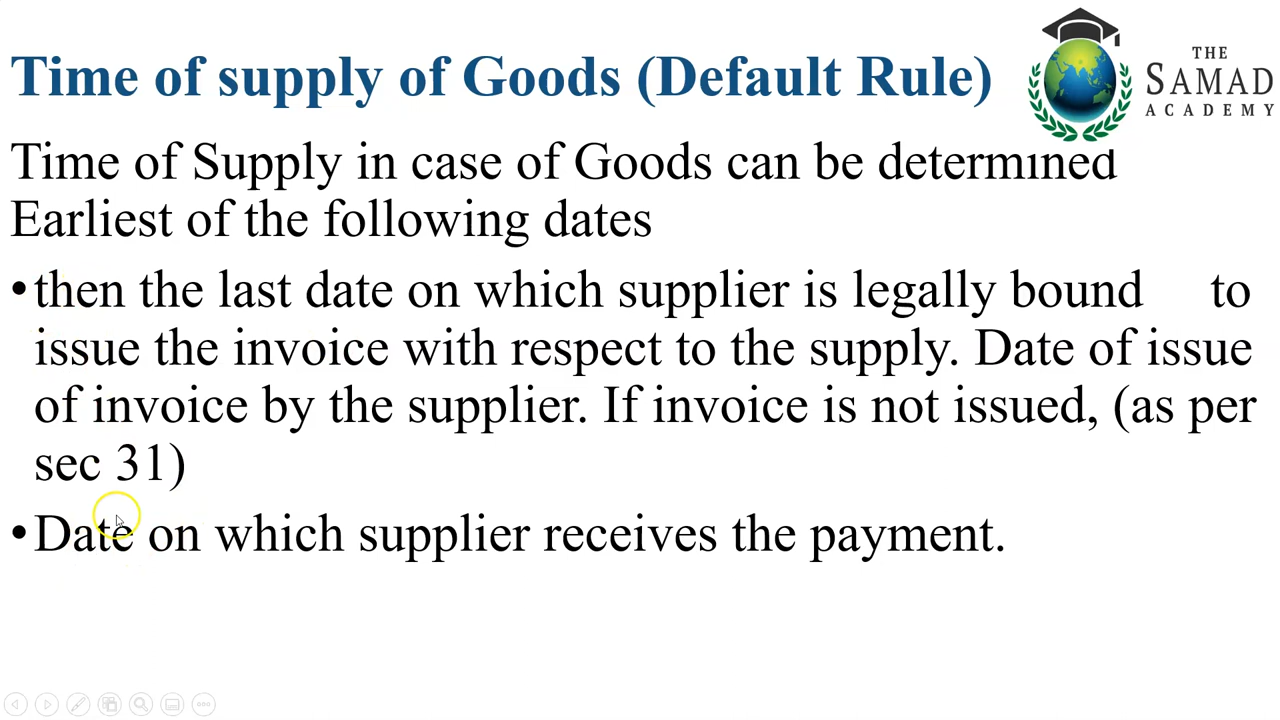 Time of supply of Goods (Default Rule)
THE
SAMAD
ACADEMY
Time of Supply in case of Goods can be determined
Earliest of the following dates
•then the last date on which supplier is legally bound to
issue the invoice with respect to the supply. Date of issue
of invoice by the supplier. If invoice is not issued, (as per
sec 31)
•Date on which supplier receives the payment.